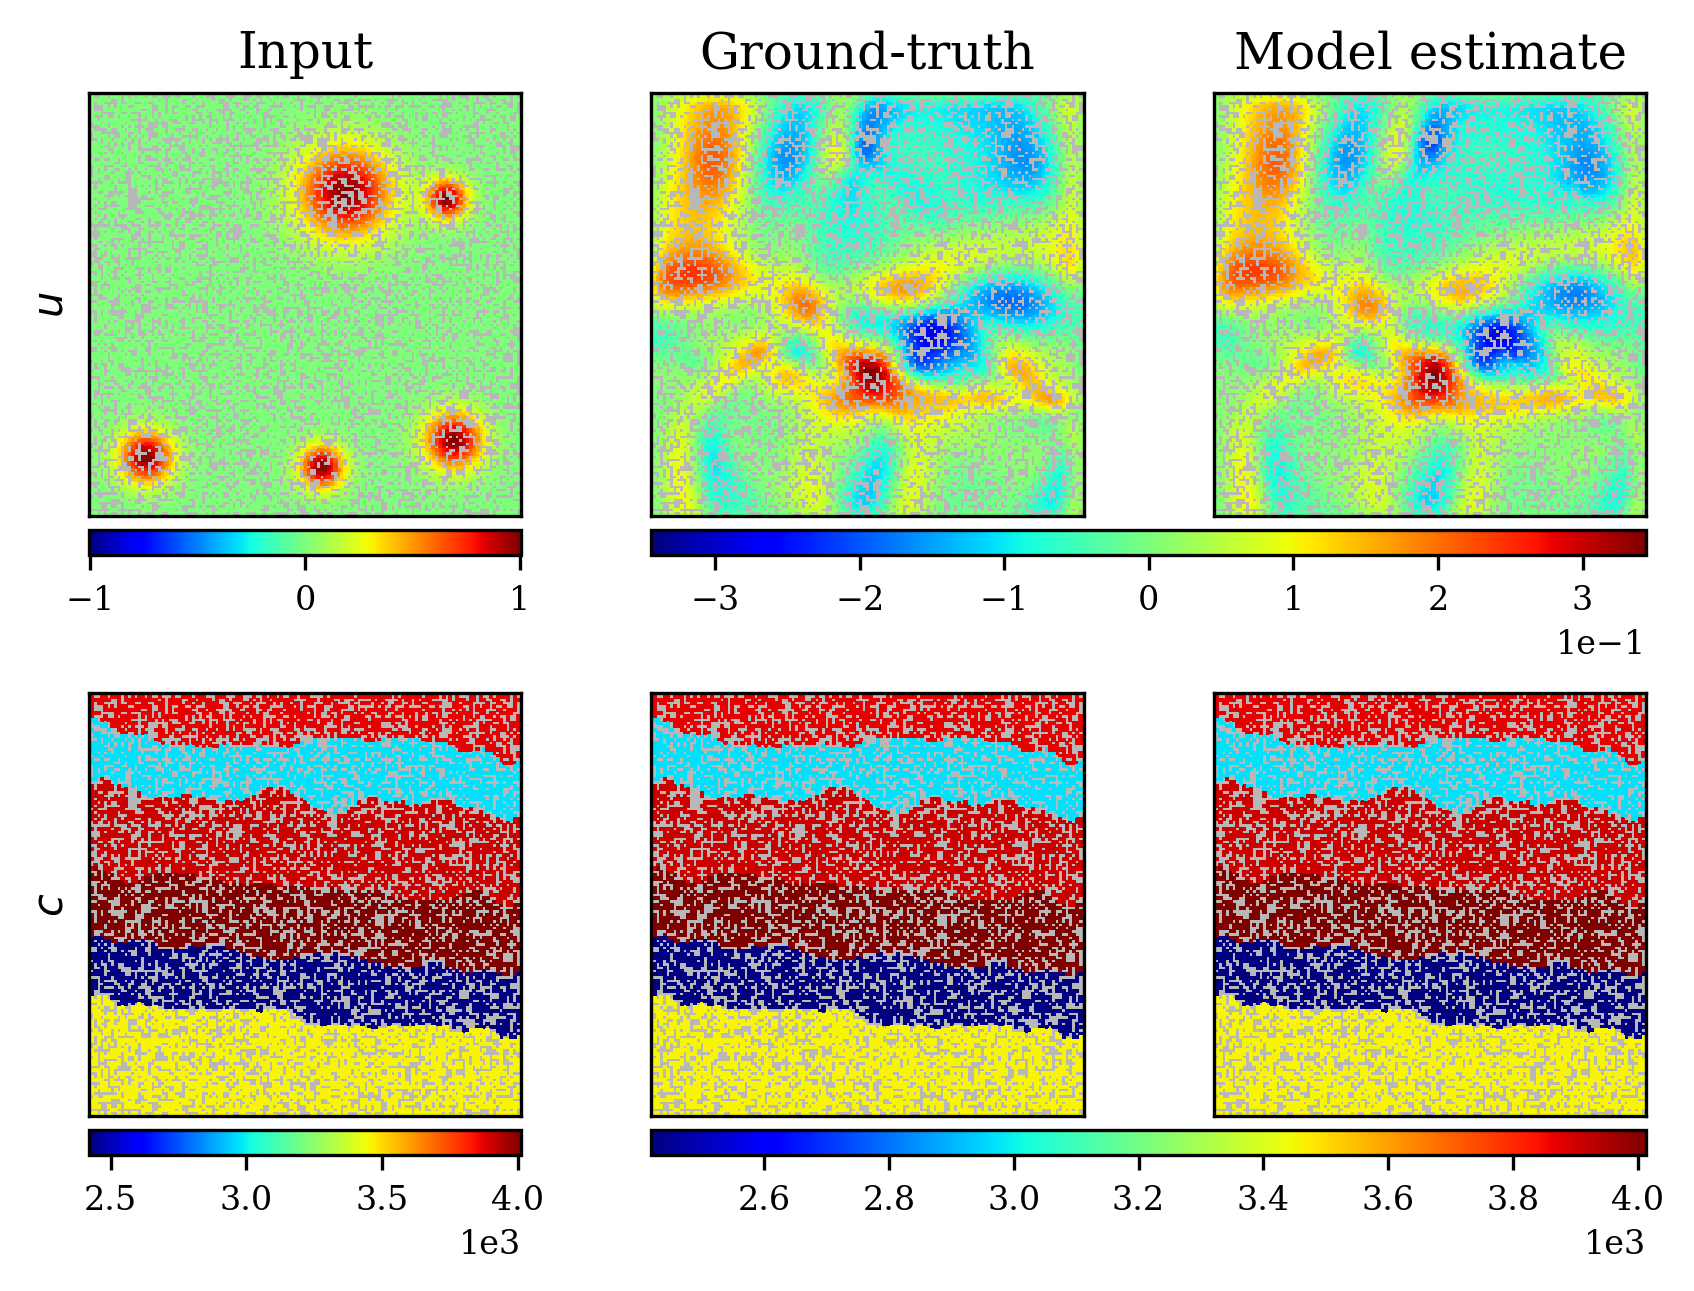 Input Ground-truth Model estimate
u
−1 0 1 −3 −2 −1 0 1 2 3
1e−1
c
2.5 3.0 3.5 4.0 2.6 2.8 3.0 3.2 3.4 3.6 3.8 4.0
1e3 1e3